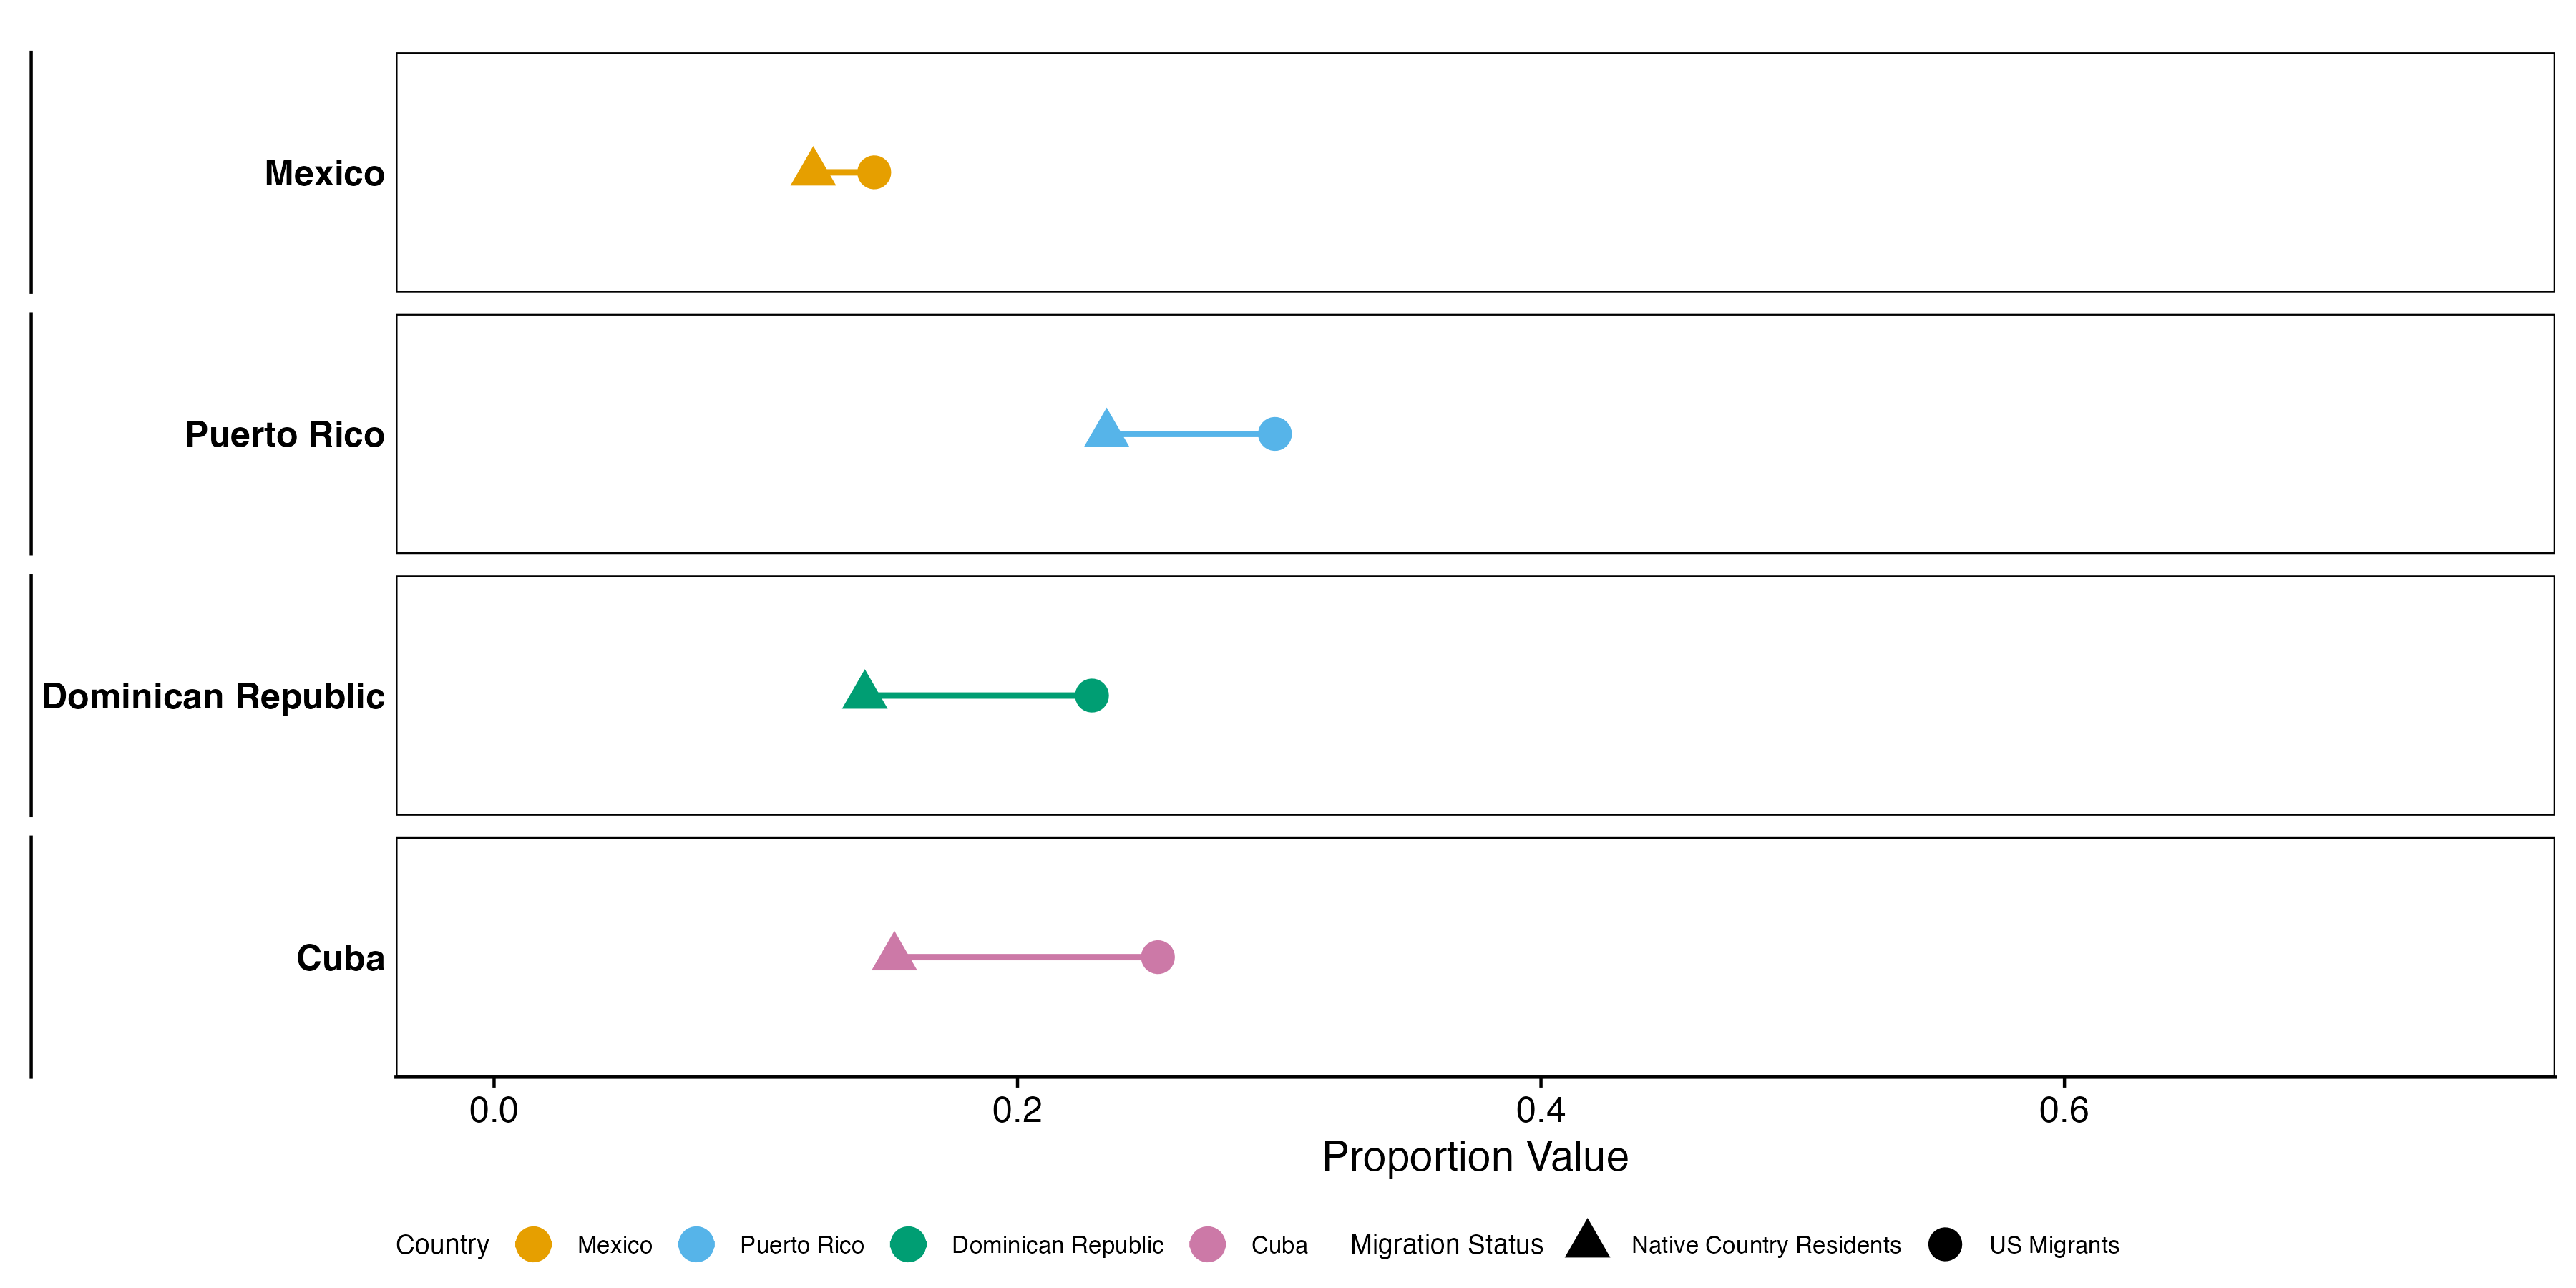 Mexico
Puerto Rico
Dominican Republic
Cuba
0.0 0.2 0.4 0.6
Proportion Value
Country Mexico Puerto Rico Dominican Republic Cuba Migration Status Native Country Residents US Migrants